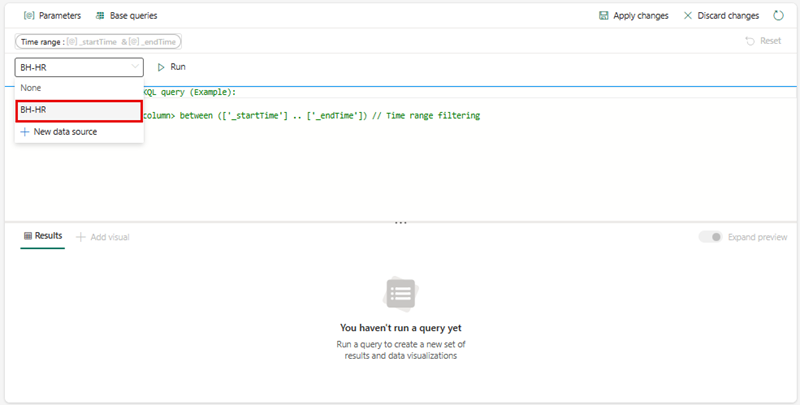 Parameters Base queries Apply changes Discard changes
Time range : [@] _startTime & [@] _endTime Reset
BH-HR Run
None
KQL query (Example):
BH-HR
column> between (['_startTime'] .. ['_endTime']) // Time range filtering
New data source
Results Add visual Expand preview
You haven't run a query yet
Run a query to create a new set of
results and data visualizations